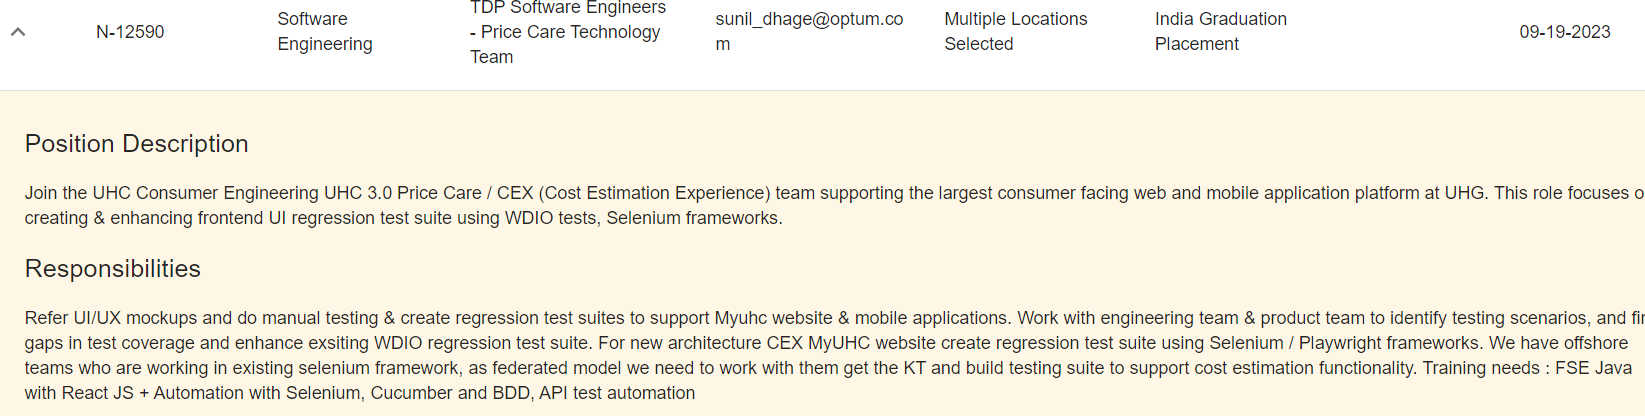 N-12590
Software
Engineering
TDP Software Engineers
- Price Care Technology
Team
sunil_dhage@optum.co
m
Multiple Locations
Selected
India Graduation
Placement
09-19-2023
Position Description
Join the UHC Consumer Engineering UHC 3.0 Price Care / CEX (Cost Estimation Experience) team supporting the largest consumer facing web and mobile application platform at UHG. This role focuses o
creating & enhancing frontend UI regression test suite using WDIO tests, Selenium frameworks.
Responsibilities
Refer UI/UX mockups and do manual testing & create regression test suites to support Myuhc website & mobile applications. Work with engineering team & product team to identify testing scenarios, and fi
gaps in test coverage and enhance exsiting WDIO regression test suite. For new architecture CEX MyUHC website create regression test suite using Selenium / Playwright frameworks. We have offshore
teams who are working in existing selenium framework, as federated model we need to work with them get the KT and build testing suite to support cost estimation functionality. Training needs : FSE Java
with React JS + Automation with Selenium, Cucumber and BDD, API test automation